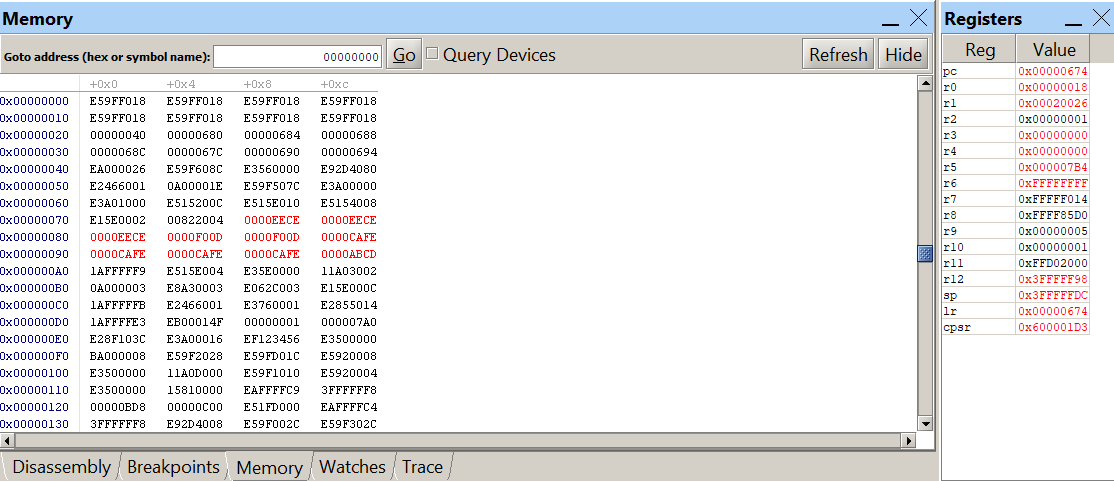 Memory
Goto address (hex or symbol name): 00000000 Go Query Devices Refresh Hide
+0x0 +0x4 +0x8 +0xc
0x00000000 E59FF018 E59FF018 E59FF018 E59FF018
0x00000010 E59FF018 E59FF018 E59FF018 E59FF018
0x00000020 00000040 00000680 00000684 00000688
0x00000030 0000068C 0000067C 00000690 00000694
0x00000040 EA000026 E59F608C E3560000 E92D4080
0x00000050 E2466001 0A00001E E59F507C E3A00000
0x00000060 E3A01000 E515200C E515E010 E5154008
0x00000070 E15E0002 00822004 0000EECE 0000EECE
0x00000080 0000EECE 0000F00D 0000F00D 0000CAFE
0x00000090 0000CAFE 0000CAFE 0000CAFE 0000ABCD
0x000000A0 1AFFFFF9 E515E004 E35E0000 11A03002
0x000000B0 0A000003 E8A30003 E062C003 E15E000C
0x000000C0 1AFFFFFB E2466001 E3760001 E2855014
0x000000D0 1AFFFFE3 EB00014F 00000001 000007A0
0x000000E0 E28F103C E3A00016 EF123456 E3500000
0x000000F0 BA000008 E59F2028 E59FD01C E5920008
0x00000100 E3500000 11A0D000 E59F1010 E5920004
0x00000110 E3500000 15810000 EAFFFFC9 3FFFFFF8
0x00000120 00000BD8 00000C00 E51FD000 EAFFFFC4
0x00000130 3FFFFFF8 E92D4008 E59F002C E59F302C
Disassembly Breakpoints Memory Watches Trace
Registers
Reg Value
pc 0x00000674
r0 0x00000018
r1 0x00020026
r2 0x00000001
r3 0x00000000
r4 0x00000000
r5 0x000007B4
r6 0xFFFFFFFF
r7 0xFFFFF014
r8 0xFFFF85D0
r9 0x00000005
r10 0x00000001
r11 0xFFD02000
r12 0x3FFFFF98
sp 0x3FFFFFDC
lr 0x00000674
cpsr 0x600001D3